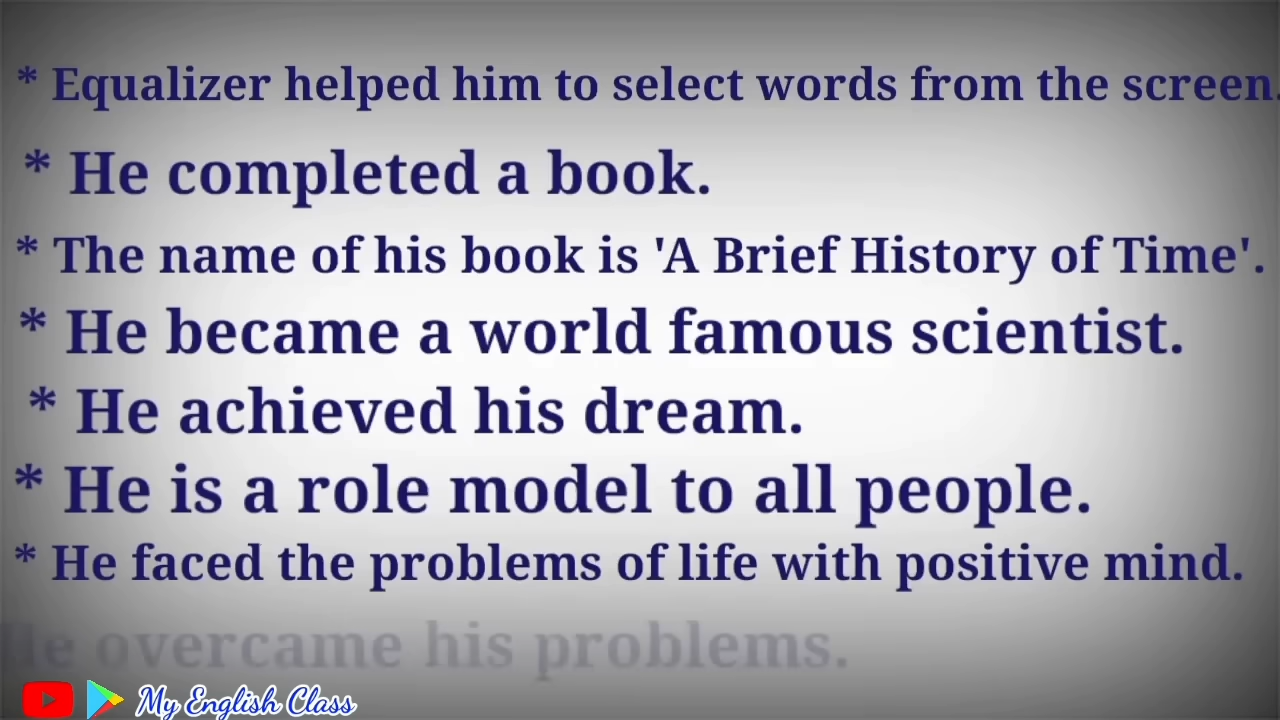 * Equalizer helped him to select words from the screen.
* He completed a book.
* The name of his book is 'A Brief History of Time'.
* He became a world famous scientist.
* He achieved his dream.
* He is a role model to all people.
* He faced the problems of life with positive mind.
He overcame his problems.
My English Class